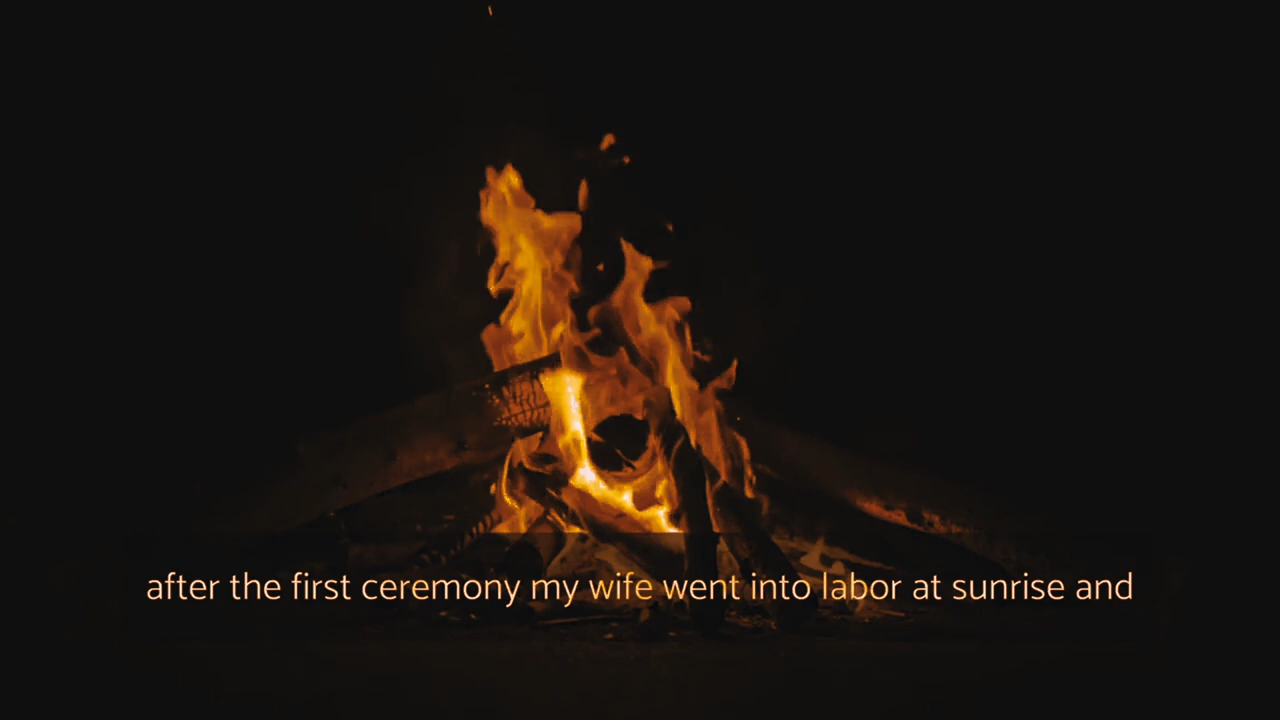 after the first ceremony my wife went into labor at sunrise and